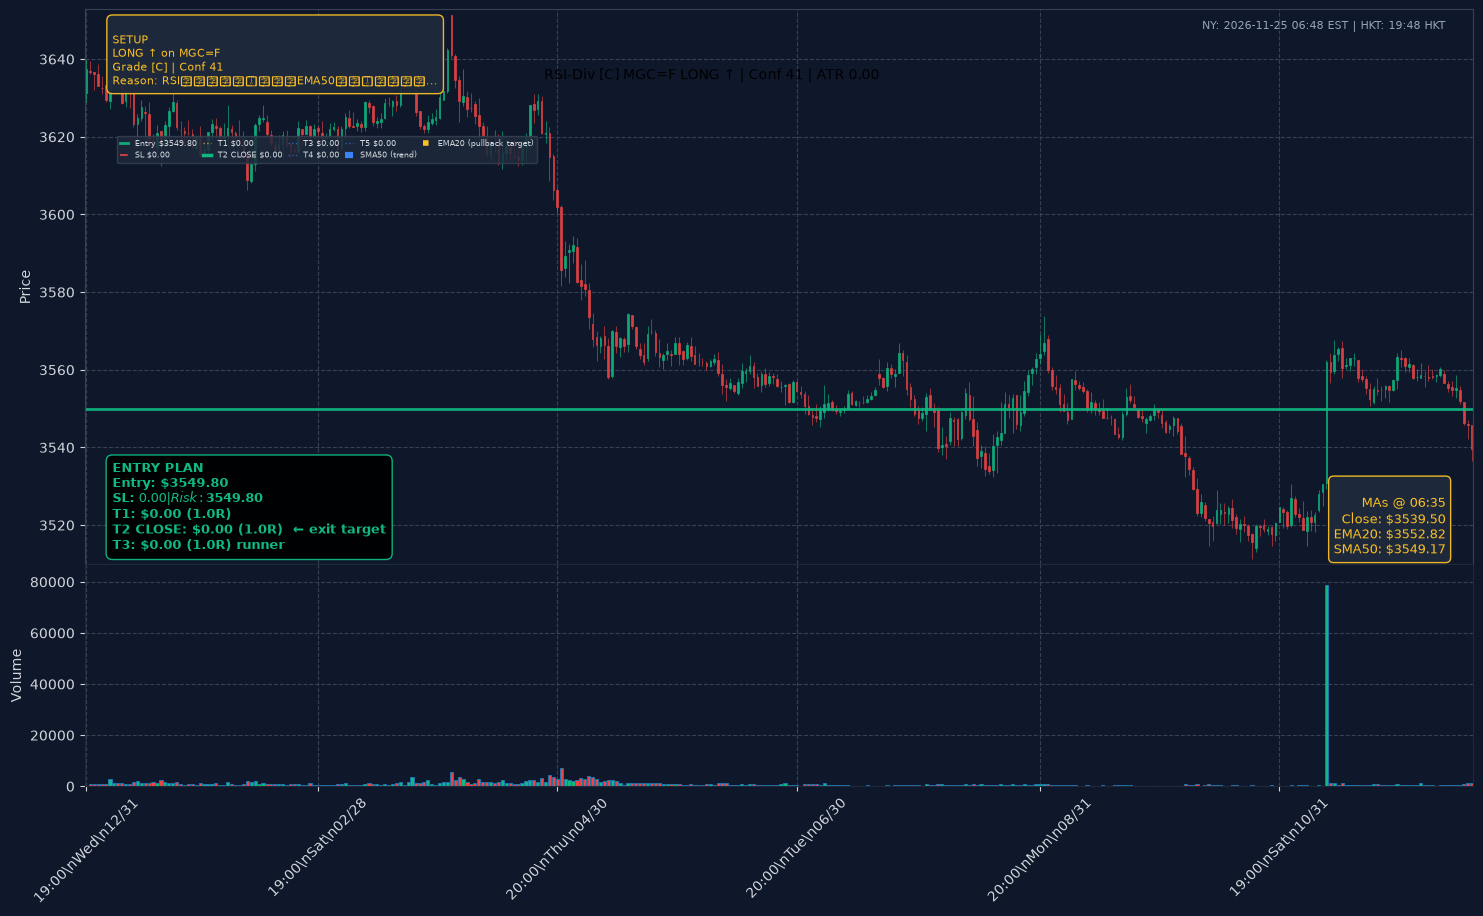 NY: 2026-11-25 06:48 EST | HKT: 19:48 HKT
SETUP
LONG ↑ on MGC=F
Grade [C] | Conf 41
Reason: RSI EMA50 ...
RSI-Div [C] MGC=F LONG ↑ | Conf 41 | ATR 0.00
Entry $3549.80 T1 $0.00 T3 $0.00 T5 $0.00 EMA20 (pullback target)
SL $0.00 T2 CLOSE $0.00 T4 $0.00 SMA50 (trend)
Price
3640
3620
3600
3580
3560
3540
3520
ENTRY PLAN
Entry: $3549.80
SL: 0.00|Risk:3549.80
T1: $0.00 (1.0R)
T2 CLOSE: $0.00 (1.0R) ← exit target
T3: $0.00 (1.0R) runner
MAs @ 06:35
Close: $3539.50
EMA20: $3552.82
SMA50: $3549.17
Volume
80000
60000
40000
20000
0
19:00\nWed\n12/31
19:00\nSat\n02/28
20:00\nThu\n04/30
20:00\nTue\n06/30
20:00\nMon\n08/31
19:00\nSat\n10/31